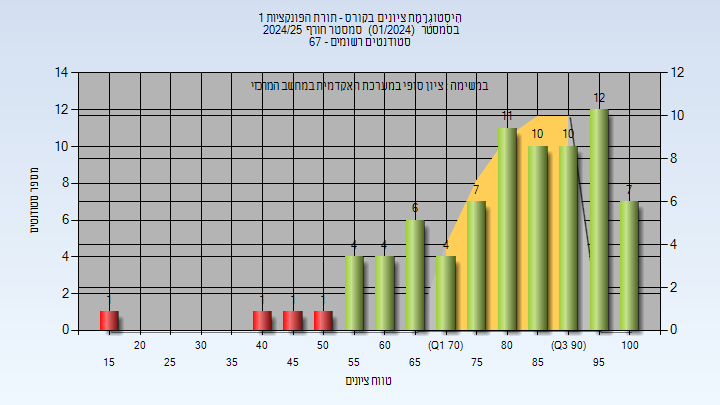 היסטוגרמת ציונים בקורס - תורת הפונקציות 1
בסמסטר (01/2024) סמסטר חורף 2024/25
סטודנטים רשומים - 67
במשימה: ציון סופי במערכת האקדמית במחשב המרכזי
14 12 10 8 6 4 2 0
12 10 8 6 4 2 0
מספר סטודנטים
1 1 1 1 4 4 6 4 7 11 10 10 12 7
20 30 40 50 60 (Q1 70) 80 (Q3 90) 100
15 25 35 45 55 65 75 85 95
טווח ציונים